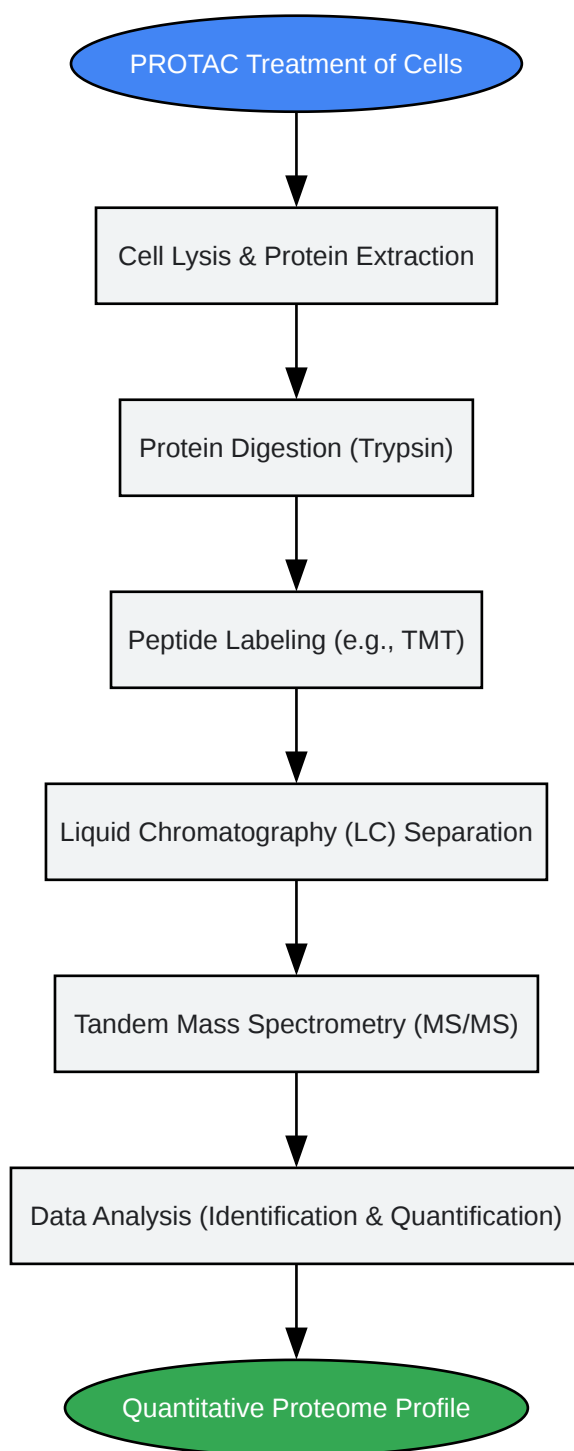 PROTAC Treatment of Cells
Cell Lysis & Protein Extraction
Protein Digestion (Trypsin)
Peptide Labeling (e.g., TMT)
Liquid Chromatography (LC) Separation
Tandem Mass Spectrometry (MS/MS)
Data Analysis (Identification & Quantification)
Quantitative Proteome Profile